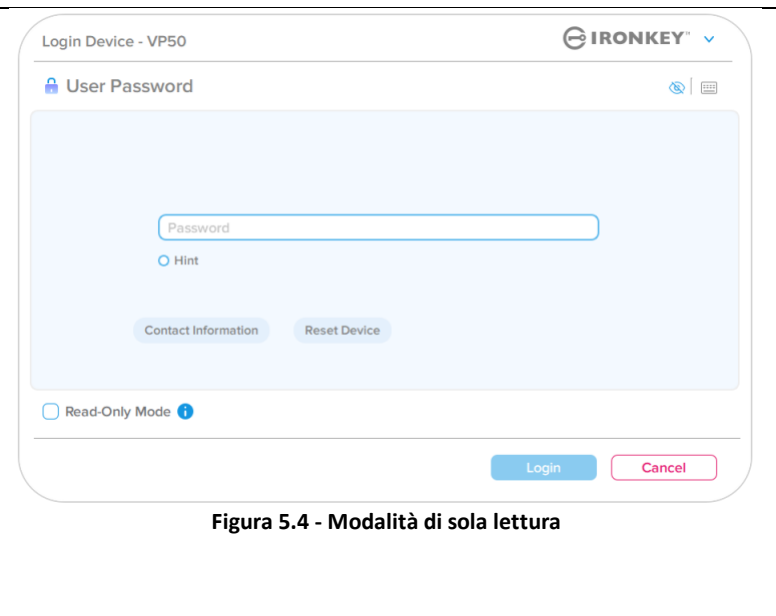 Login Device - VP50
IRONKEY™
User Password
Password
Hint
Contact Information
Reset Device
Read-Only Mode
Login
Cancel
Figura 5.4 - Modalità di sola lettura